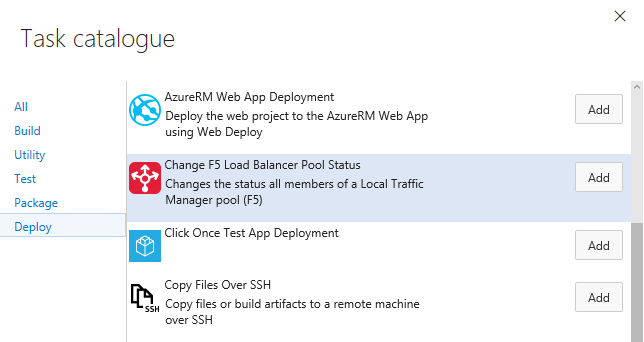 Task catalogue
All
Build
Utility
Test
Package
Deploy
AzureRM Web App Deployment
Deploy the web project to the AzureRM Web App
using Web Deploy
Add
Change F5 Load Balancer Pool Status
Changes the status all members of a Local Traffic
Manager pool (F5)
Add
Click Once Test App Deployment
Add
SSH
Copy Files Over SSH
Copy files or build artifacts to a remote machine
over SSH
Add